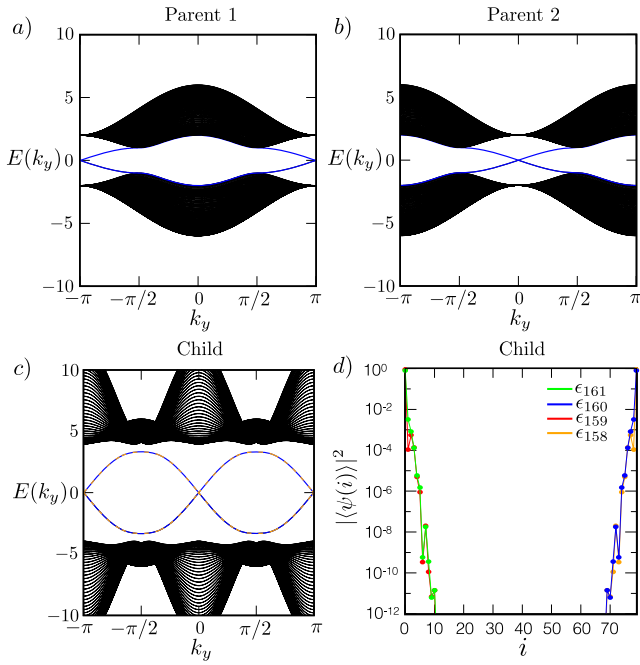 a) Parent 1
10
5
E(k_y) 0
−5
−10
−π −π/2 0 π/2 π
k_y
b) Parent 2
10
5
E(k_y) 0
−5
−10
−π −π/2 0 π/2 π
k_y
c) Child
10
5
E(k_y) 0
−5
−10
−π −π/2 0 π/2 π
k_y
d) Child
10^0
10^-2
10^-4
10^-6
10^-8
10^-10
10^-12
|⟨ψ(i)⟩|^2
ϵ_161
ϵ_160
ϵ_159
ϵ_158
0 10 20 30 40 50 60 70
i